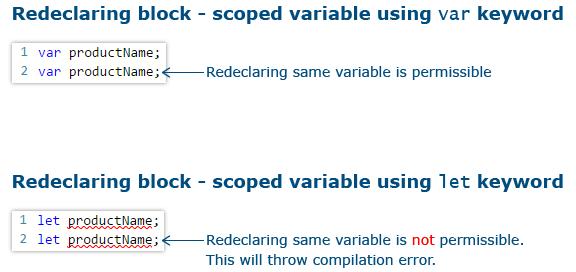 Redeclaring block - scoped variable using var keyword
1 var productName;
2 var productName; Redeclaring same variable is permissible
Redeclaring block - scoped variable using let keyword
1 let productName;
2 let productName; Redeclaring same variable is not permissible.
This will throw compilation error.